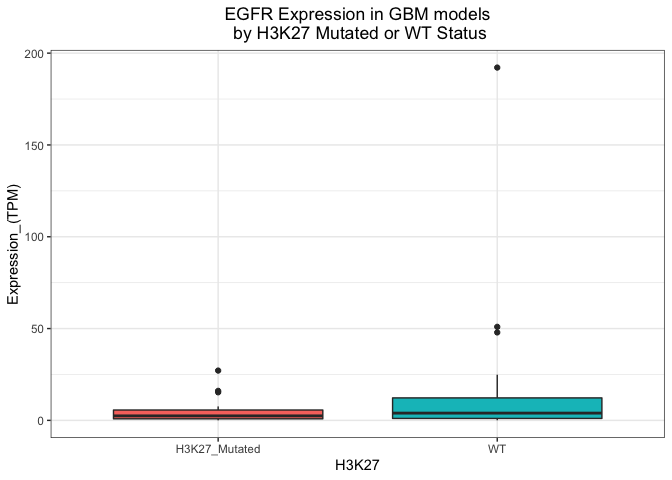 EGFR Expression in GBM models
by H3K27 Mutated or WT Status
200
150
100
50
0
Expression_(TPM)
H3K27_Mutated
WT
H3K27